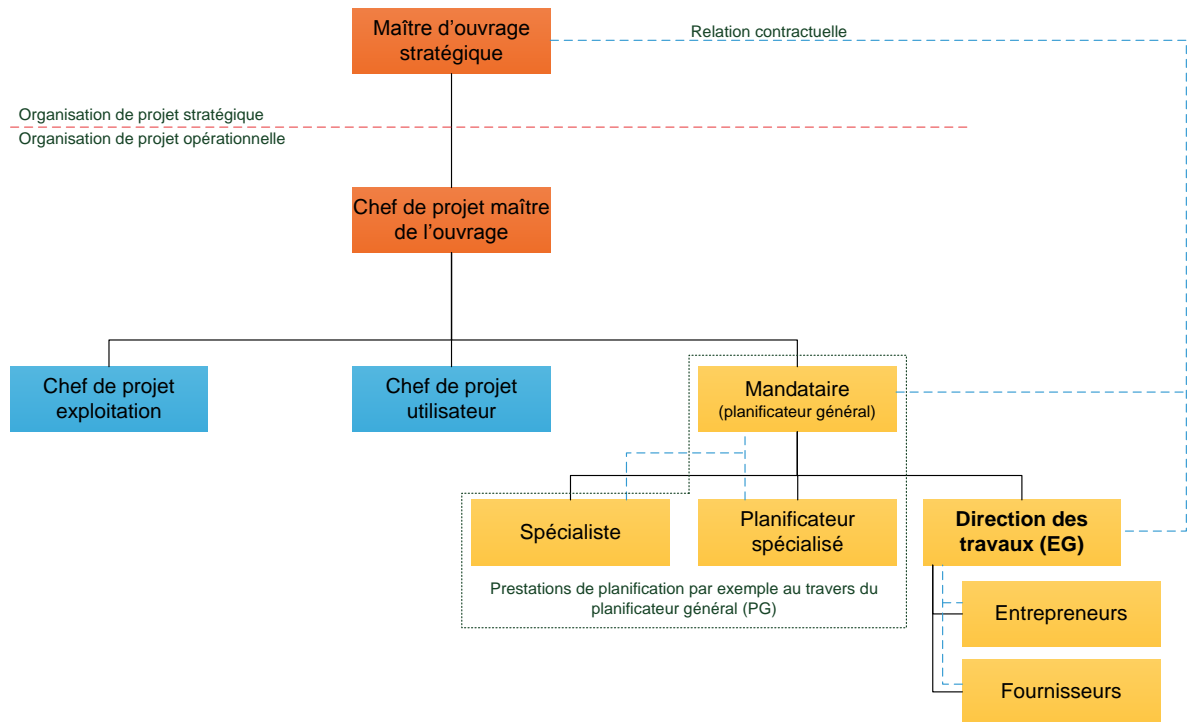 Maître d’ouvrage
stratégique
Relation contractuelle
Organisation de projet stratégique
Organisation de projet opérationnelle
Chef de projet maître
de l’ouvrage
Chef de projet
exploitation
Chef de projet
utilisateur
Mandataire
(planificateur général)
Spécialiste
Planificateur
spécialisé
Direction des
travaux (EG)
Prestations de planification par exemple au travers du
planificateur général (PG)
Entrepreneurs
Fournisseurs